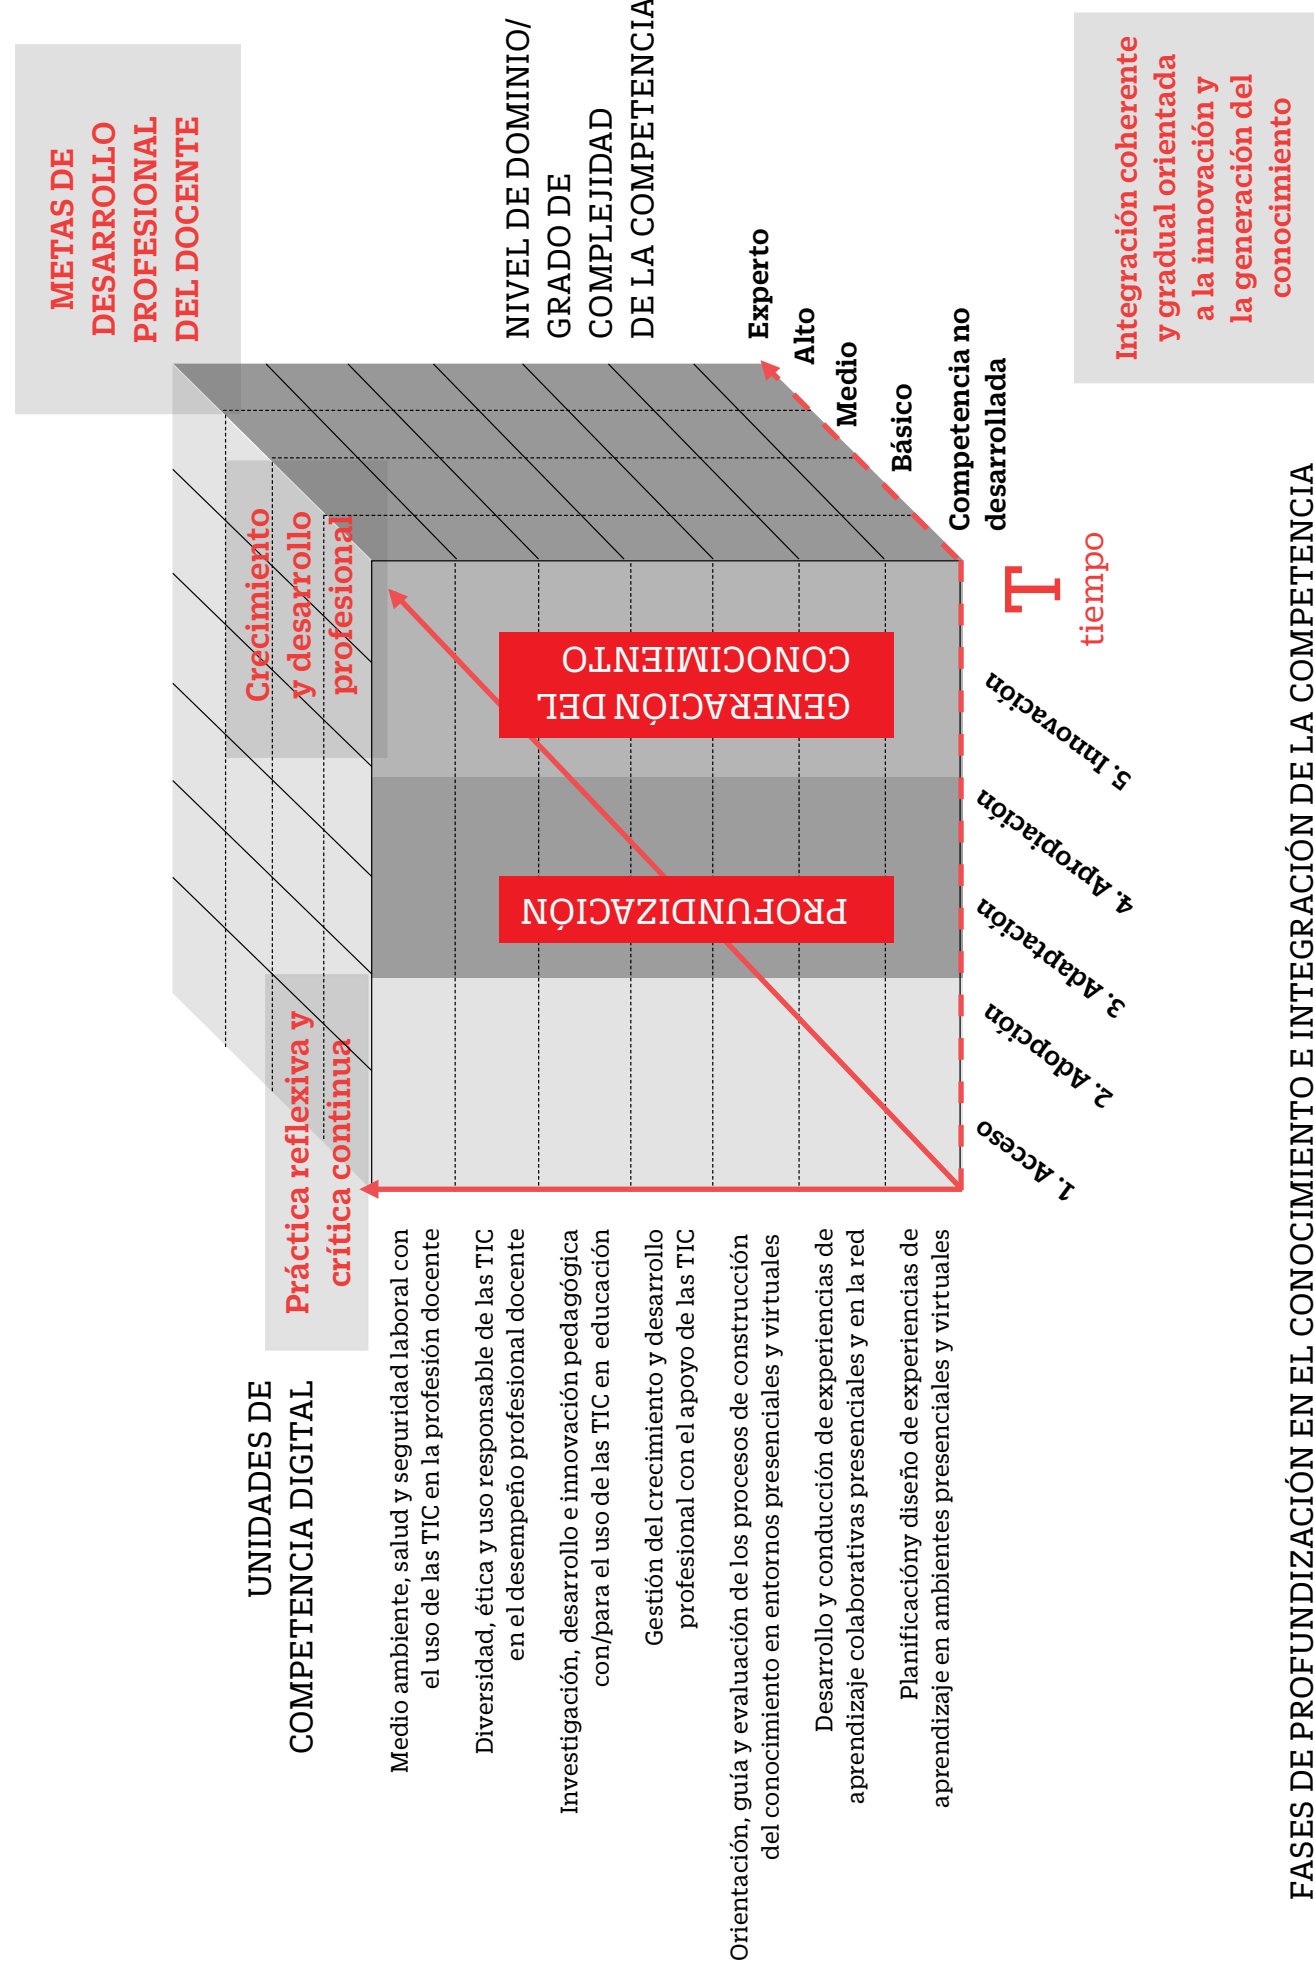 METAS DE
DESARROLLO
PROFESIONAL
DEL DOCENTE
Crecimiento
y desarrollo
profesional
Práctica reflexiva y
crítica continua
UNIDADES DE
COMPETENCIA DIGITAL
Medio ambiente, salud y seguridad laboral con
el uso de las TIC en la profesión docente
Diversidad, ética y uso responsable de las TIC
en el desempeño profesional docente
Investigación, desarrollo e innovación pedagógica
con/para el uso de las TIC en educación
Gestión del crecimiento y desarrollo
profesional con el apoyo de las TIC
Orientación, guía y evaluación de los procesos de construcción
del conocimiento en entornos presenciales y virtuales
Desarrollo y conducción de experiencias de
aprendizaje colaborativas presenciales y en la red
Planificacióny diseño de experiencias de
aprendizaje en ambientes presenciales y virtuales
PROFUNDIZACIÓN
GENERACIÓN DEL
CONOCIMIENTO
NIVEL DE DOMINIO/
GRADO DE
COMPLEJIDAD
DE LA COMPETENCIA
Experto
Alto
Medio
Básico
Competencia no
desarrollada
T
tiempo
1. Acceso
2. Adopción
3. Adaptación
4. Apropiación
5. Innovación
Integración coherente
y gradual orientada
a la innovación y
la generación del
conocimiento
FASES DE PROFUNDIZACIÓN EN EL CONOCIMIENTO E INTEGRACIÓN DE LA COMPETENCIA